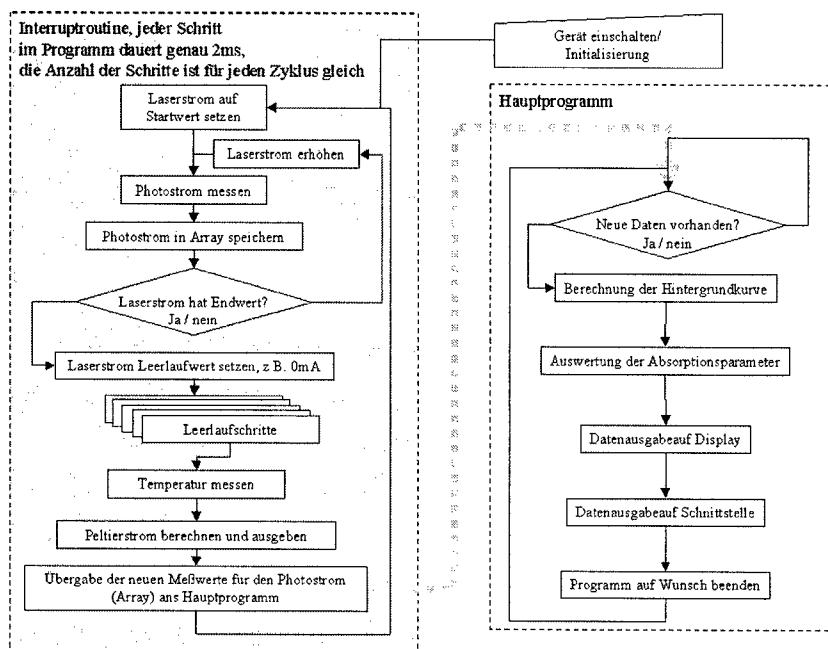 Interruptroutine, jeder Schritt
im Programm dauert genau 2ms,
die Anzahl der Schritte ist für jeden Zyklus gleich
Laserstrom auf
Startwert setzen
Laserstrom erhöhen
Photostrom messen
Photostrom in Array speichern
Laserstrom hat Endwert?
Ja / nein
Laserstrom Leerlaufwert setzen, z B. 0mA
Leerlaufschritte
Temperatur messen
Peltierstrom berechnen und ausgeben
Übergabe der neuen Meßwerte für den Photostrom
(Array) ans Hauptprogramm
Gerät einschalten/
Initialisierung
Hauptprogramm
Neue Daten vorhanden?
Ja / nein
Berechnung der Hintergrundkurve
Auswertung der Absorptionsparameter
Datenausgabeauf Display
Datenausgabeauf Schnittstelle
Programm auf Wunsch beenden